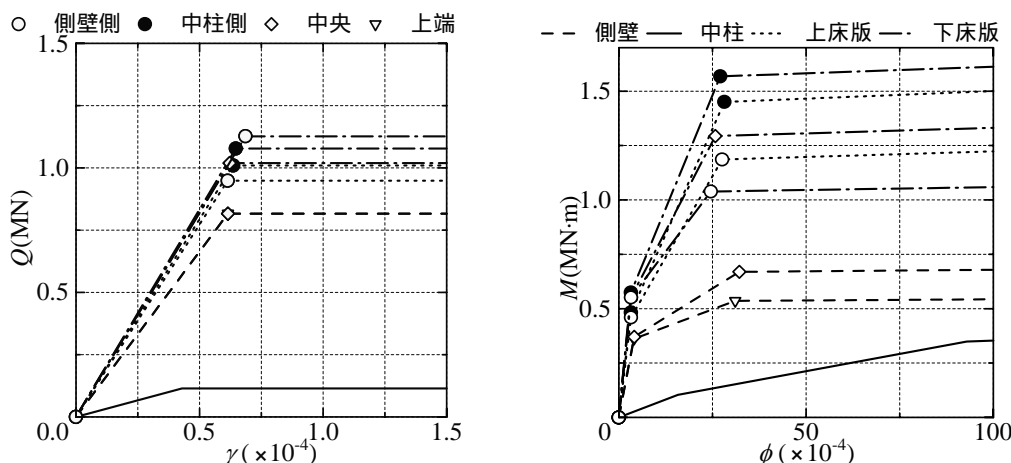 ○ 側壁側 ● 中柱側 ◇ 中央 ▽ 上端
1.5
1.0
0.5
0.0
Q(MN)
0.5 1.0 1.5
γ(×10⁻⁴)
側壁 中柱 上床版 下床版
1.5
1.0
0.5
0
M(MN·m)
50 100
ϕ(×10⁻⁴)